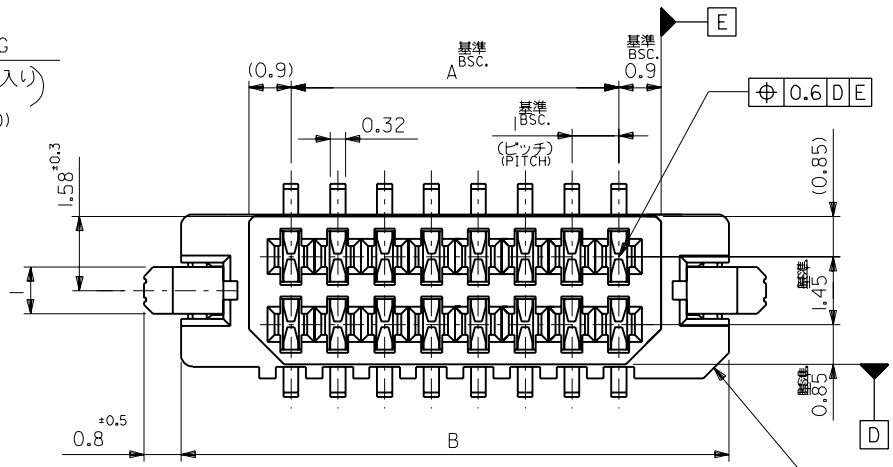 G
入り)
)
(0.9)
A 基準 BSC.
基準 BSC.
0.9
E
0.32
1 基準 BSC.
(ピッチ)
(PITCH)
⌖ 0.6 D E
1.58 ±0.3
(0.85)
1
基準
1.45
0.85
0.8 ±0.5
B
D